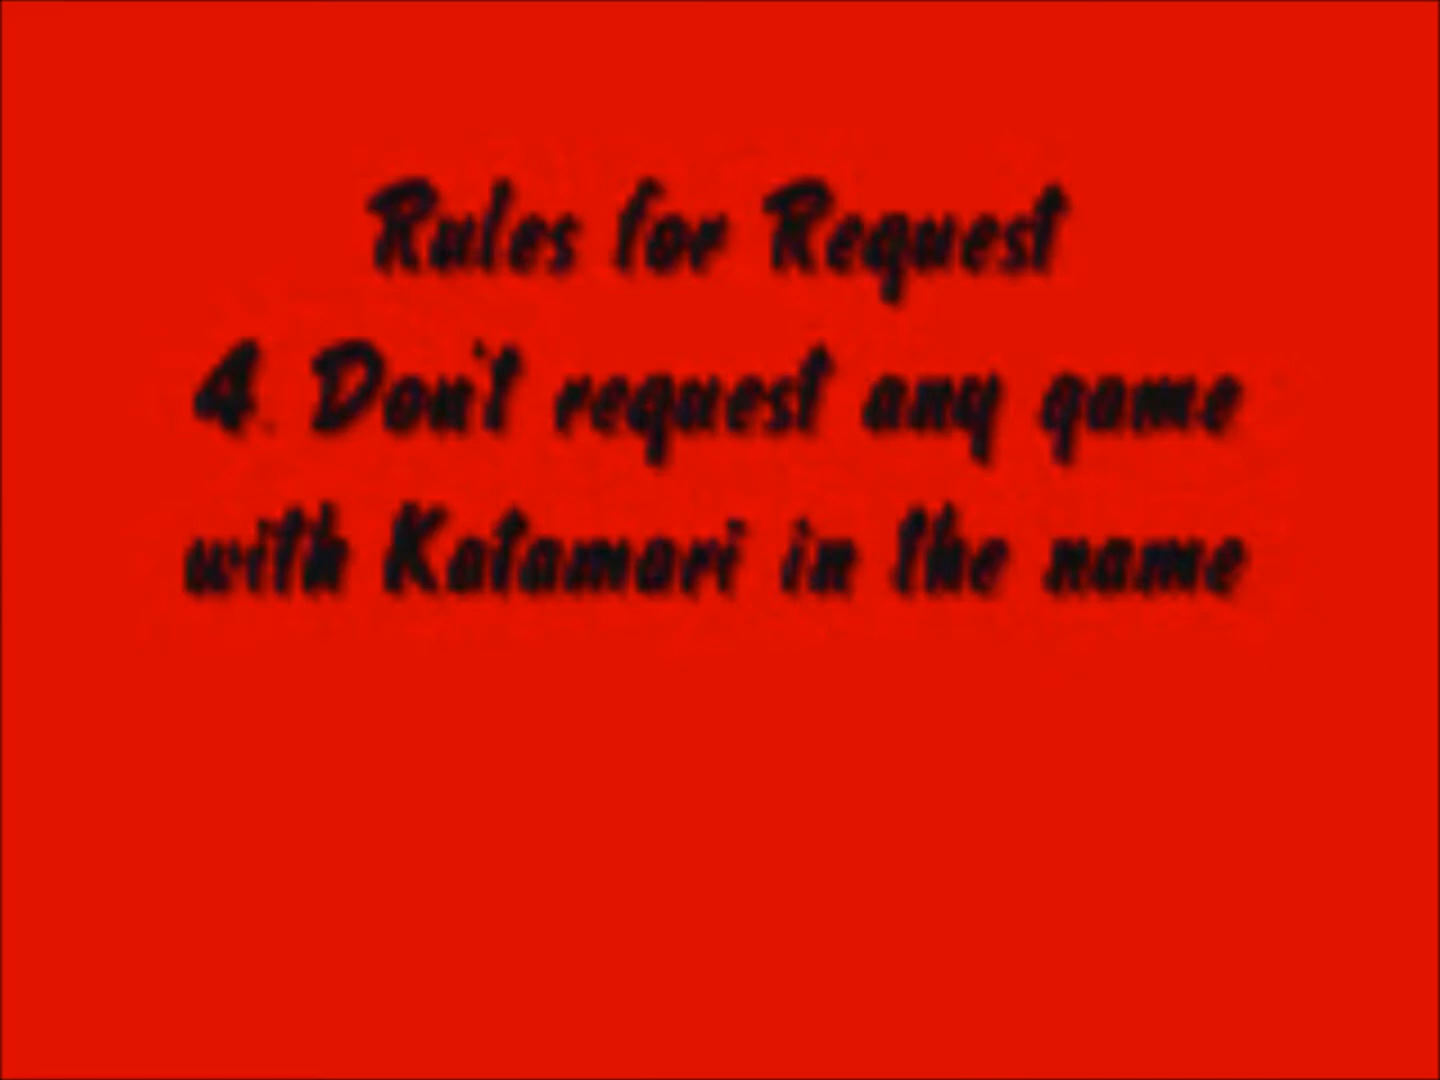 Rules for Request
4. Don't request any game
with Katamari in the name